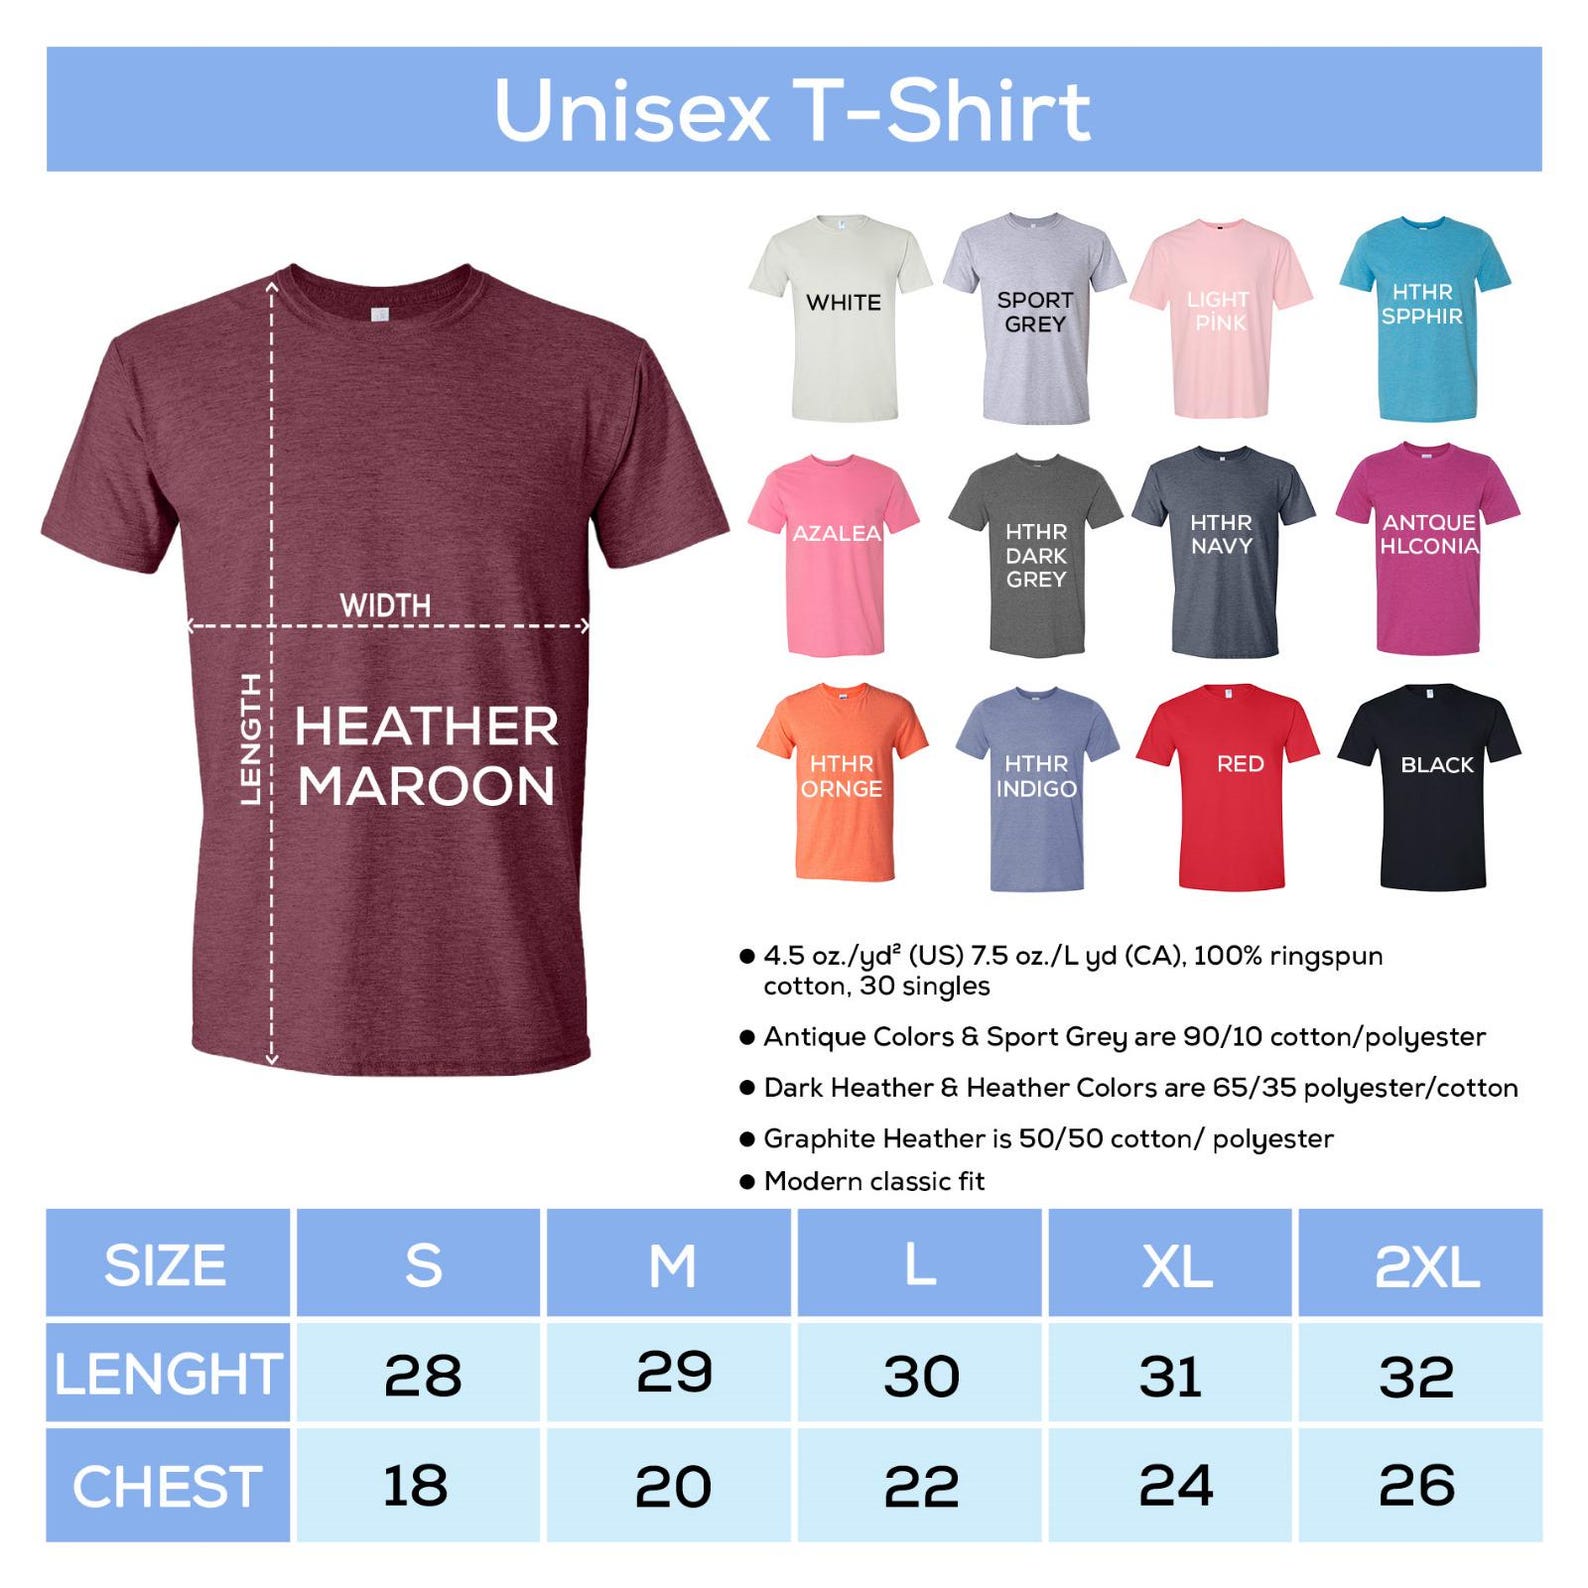 Unisex T-Shirt
WIDTH
LENGTH
HEATHER
MAROON
WHITE
SPORT
GREY
LIGHT
PİNK
HTHR
SPPHIR
AZALEA
HTHR
DARK
GREY
HTHR
NAVY
ANTQUE
HLCONIA
HTHR
ORNGE
HTHR
INDIGO
RED
BLACK
● 4.5 oz./yd² (US) 7.5 oz./L yd (CA), 100% ringspun
cotton, 30 singles
● Antique Colors & Sport Grey are 90/10 cotton/polyester
● Dark Heather & Heather Colors are 65/35 polyester/cotton
● Graphite Heather is 50/50 cotton/ polyester
● Modern classic fit
SIZE S M L XL 2XL
LENGHT 28 29 30 31 32
CHEST 18 20 22 24 26